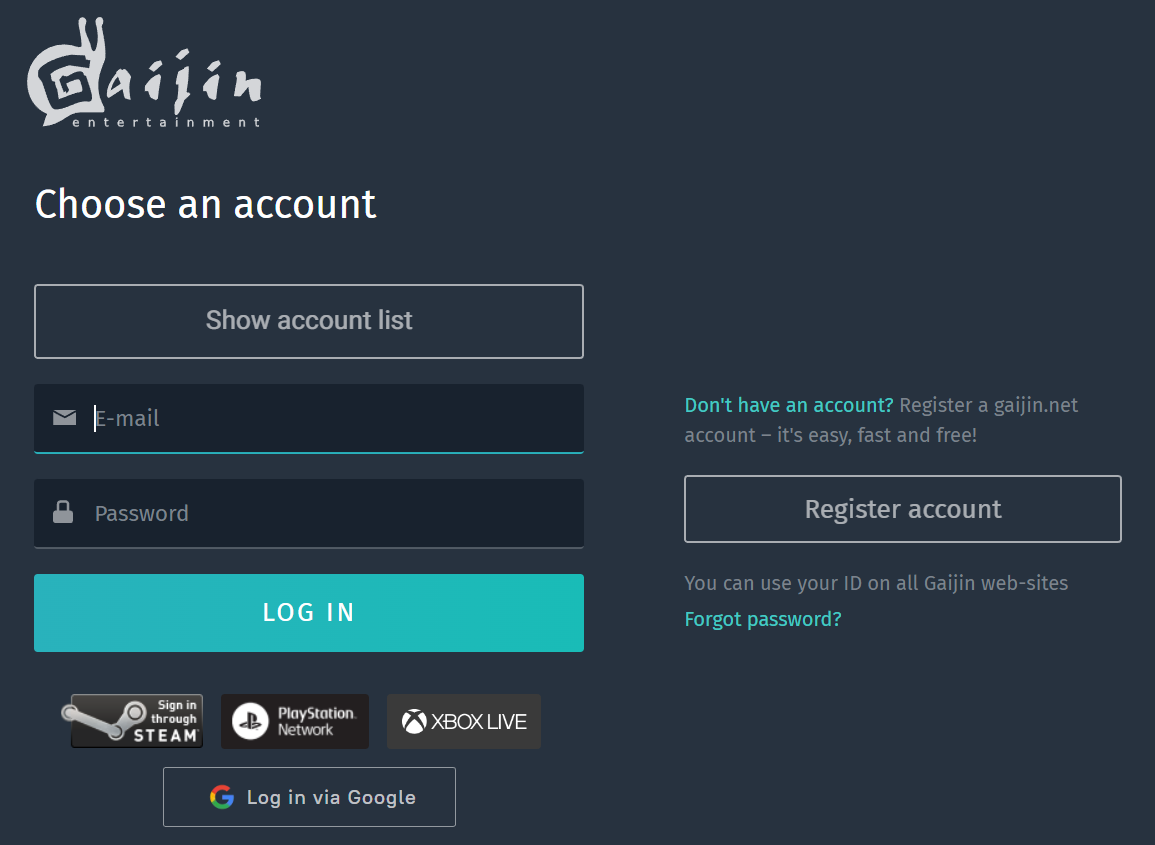 Gaijin
entertainment
Choose an account
Show account list
E-mail
Password
LOG IN
Sign in
through
STEAM
PlayStation
Network
XBOX LIVE
Log in via Google
Don't have an account? Register a gaijin.net
account – it's easy, fast and free!
Register account
You can use your ID on all Gaijin web-sites
Forgot password?